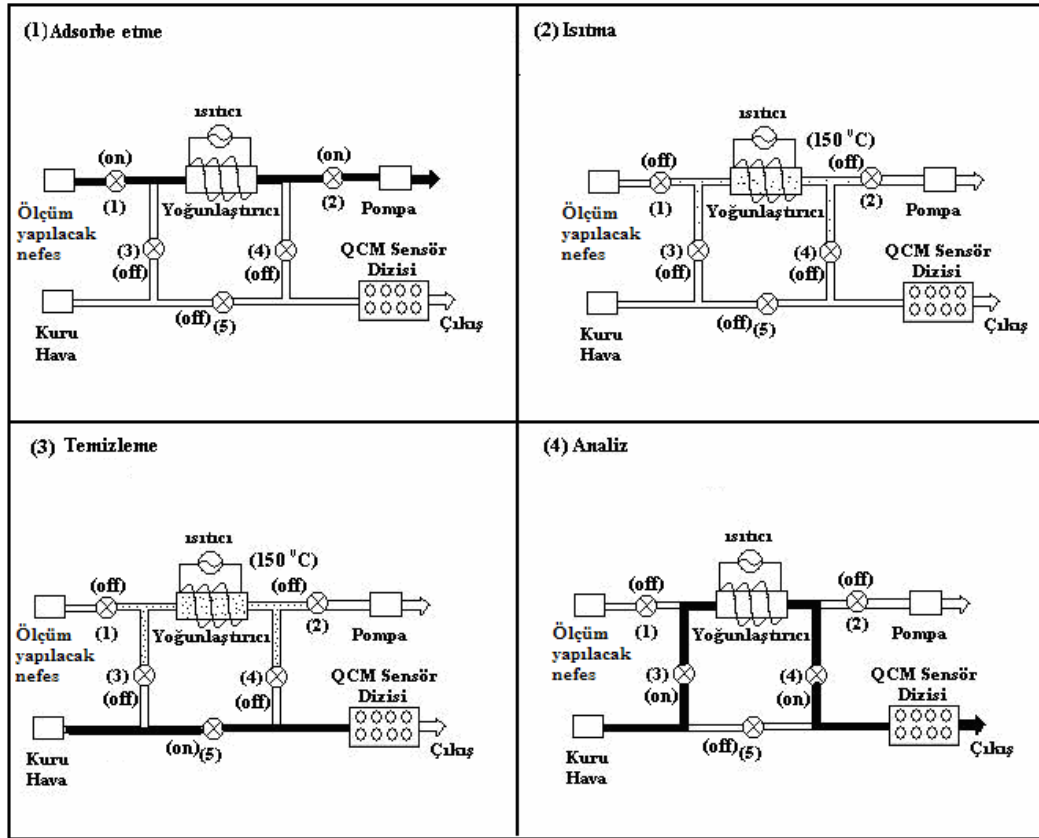 (1) Adsorbe etme
ısıtıcı
(on)
(on)
(1)
Yoğunlaştırıcı
(2)
Pompa
Ölçüm
yapılacak
nefes
(3)
(off)
(4)
(off)
QCM Sensör
Dizisi
Kuru
Hava
(off)
(5)
Çıkış
(2) Isıtma
ısıtıcı
(150 ⁰C)
(off)
(off)
(1)
Yoğunlaştırıcı
(2)
Pompa
Ölçüm
yapılacak
nefes
(3)
(off)
(4)
(off)
QCM Sensör
Dizisi
Kuru
Hava
(off)
(5)
Çıkış
(3) Temizleme
ısıtıcı
(150 ⁰C)
(off)
(off)
(1)
Yoğunlaştırıcı
(2)
Pompa
Ölçüm
yapılacak
nefes
(3)
(off)
(4)
(off)
QCM Sensör
Dizisi
Kuru
Hava
(on)
(5)
Çıkış
(4) Analiz
ısıtıcı
(off)
(off)
(1)
Yoğunlaştırıcı
(2)
Pompa
Ölçüm
yapılacak
nefes
(3)
(on)
(4)
(on)
QCM Sensör
Dizisi
Kuru
Hava
(off)
(5)
Çıkış